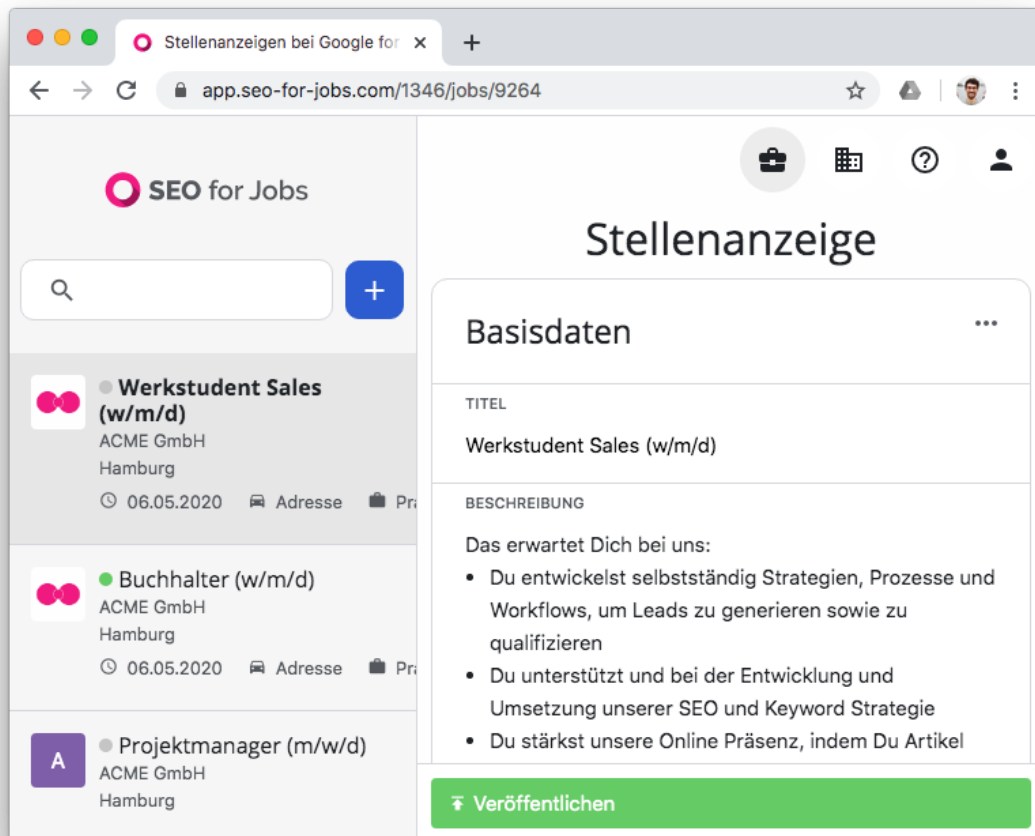 Stellenanzeigen bei Google for
app.seo-for-jobs.com/1346/jobs/9264
SEO for Jobs
Werkstudent Sales
(w/m/d)
ACME GmbH
Hamburg
06.05.2020 Adresse
Buchhalter (w/m/d)
ACME GmbH
Hamburg
06.05.2020 Adresse
A
Projektmanager (m/w/d)
ACME GmbH
Hamburg
Stellenanzeige
Basisdaten
TITEL
Werkstudent Sales (w/m/d)
BESCHREIBUNG
Das erwartet Dich bei uns:
• Du entwickelst selbstständig Strategien, Prozesse und
Workflows, um Leads zu generieren sowie zu
qualifizieren
• Du unterstützt und bei der Entwicklung und
Umsetzung unserer SEO und Keyword Strategie
• Du stärkst unsere Online Präsenz, indem Du Artikel
Veröffentlichen